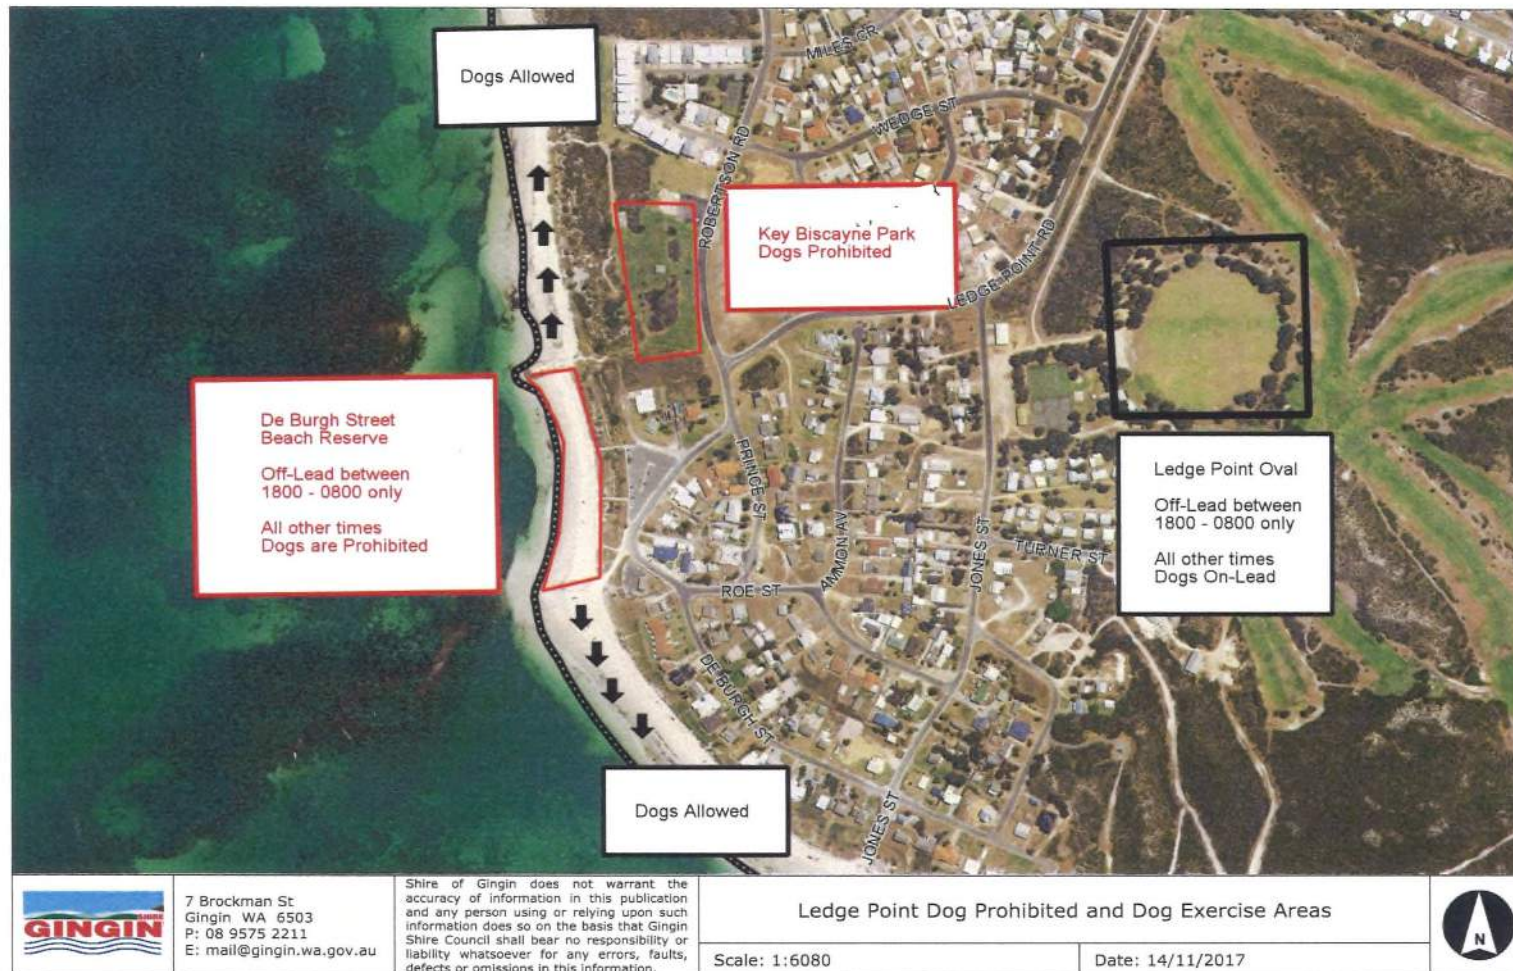 Dogs Allowed
MILES CR
WEDGE ST
ROBERTSON RD
Key Biscayne Park
Dogs Prohibited
LEDGE POINT RD
De Burgh Street
Beach Reserve
Off-Lead between
1800 - 0800 only
All other times
Dogs are Prohibited
PRINCE ST
AMMON AV
JONES ST
TURNER ST
Ledge Point Oval
Off-Lead between
1800 - 0800 only
All other times
Dogs On-Lead
ROE ST
DE BURGH ST
Dogs Allowed
JONES ST
SHIRE
GINGIN
7 Brockman St
Gingin WA 6503
P: 08 9575 2211
E: mail@gingin.wa.gov.au
Shire of Gingin does not warrant the
accuracy of information in this publication
and any person using or relying upon such
information does so on the basis that Gingin
Shire Council shall bear no responsibility or
liability whatsoever for any errors, faults,
defects or omissions in this information.
Ledge Point Dog Prohibited and Dog Exercise Areas
Scale: 1:6080
Date: 14/11/2017
N